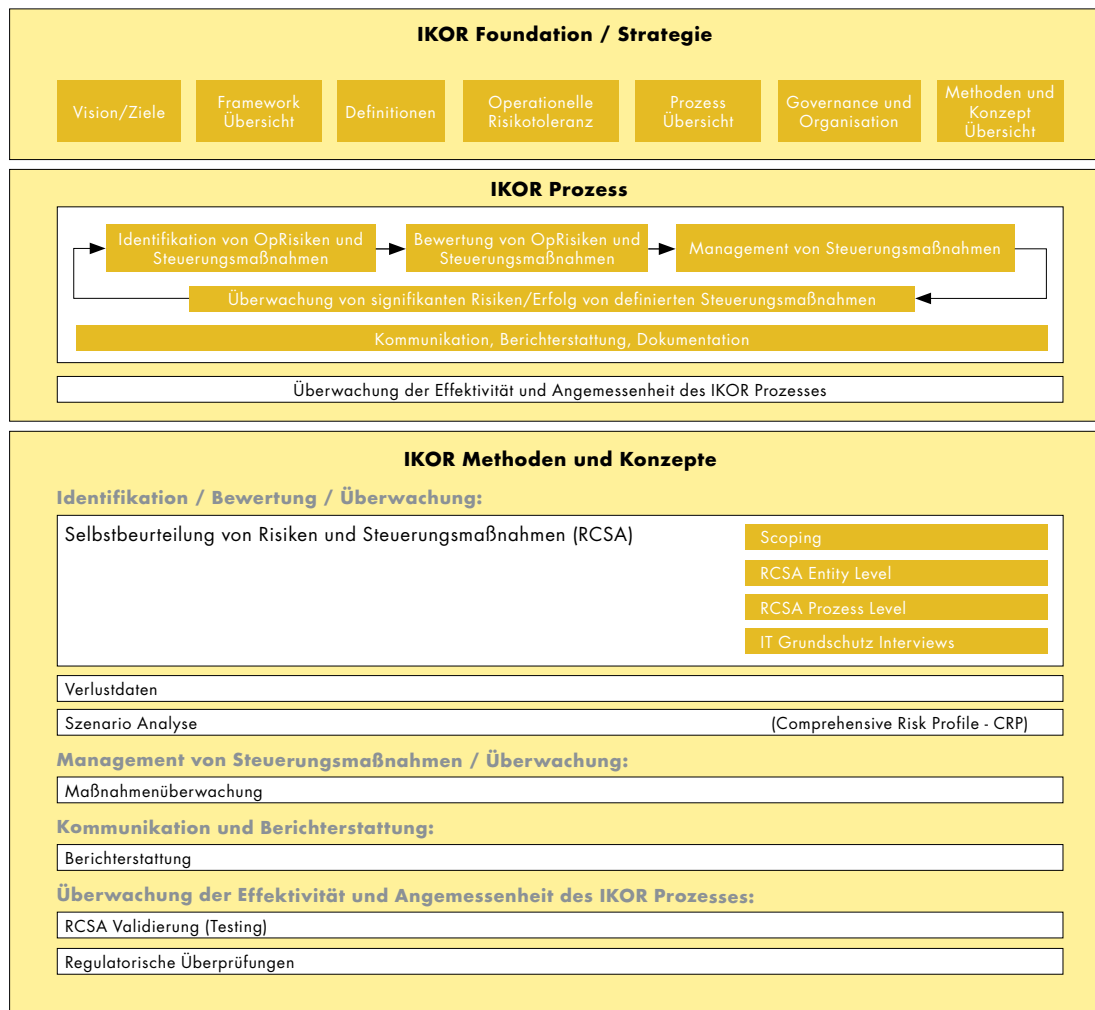 IKOR Foundation / Strategie
Vision/Ziele
Framework
Übersicht
Definitionen
Operationelle
Risikotoleranz
Prozess
Übersicht
Governance und
Organisation
Methoden und
Konzept
Übersicht
IKOR Prozess
Identifikation von OpRisiken und
Steuerungsmaßnahmen
Bewertung von OpRisiken und
Steuerungsmaßnahmen
Management von Steuerungsmaßnahmen
Überwachung von signifikanten Risiken/Erfolg von definierten Steuerungsmaßnahmen
Kommunikation, Berichterstattung, Dokumentation
Überwachung der Effektivität und Angemessenheit des IKOR Prozesses
IKOR Methoden und Konzepte
Identifikation / Bewertung / Überwachung:
Selbstbeurteilung von Risiken und Steuerungsmaßnahmen (RCSA)
Scoping
RCSA Entity Level
RCSA Prozess Level
IT Grundschutz Interviews
Verlustdaten
Szenario Analyse (Comprehensive Risk Profile - CRP)
Management von Steuerungsmaßnahmen / Überwachung:
Maßnahmenüberwachung
Kommunikation und Berichterstattung:
Berichterstattung
Überwachung der Effektivität und Angemessenheit des IKOR Prozesses:
RCSA Validierung (Testing)
Regulatorische Überprüfungen